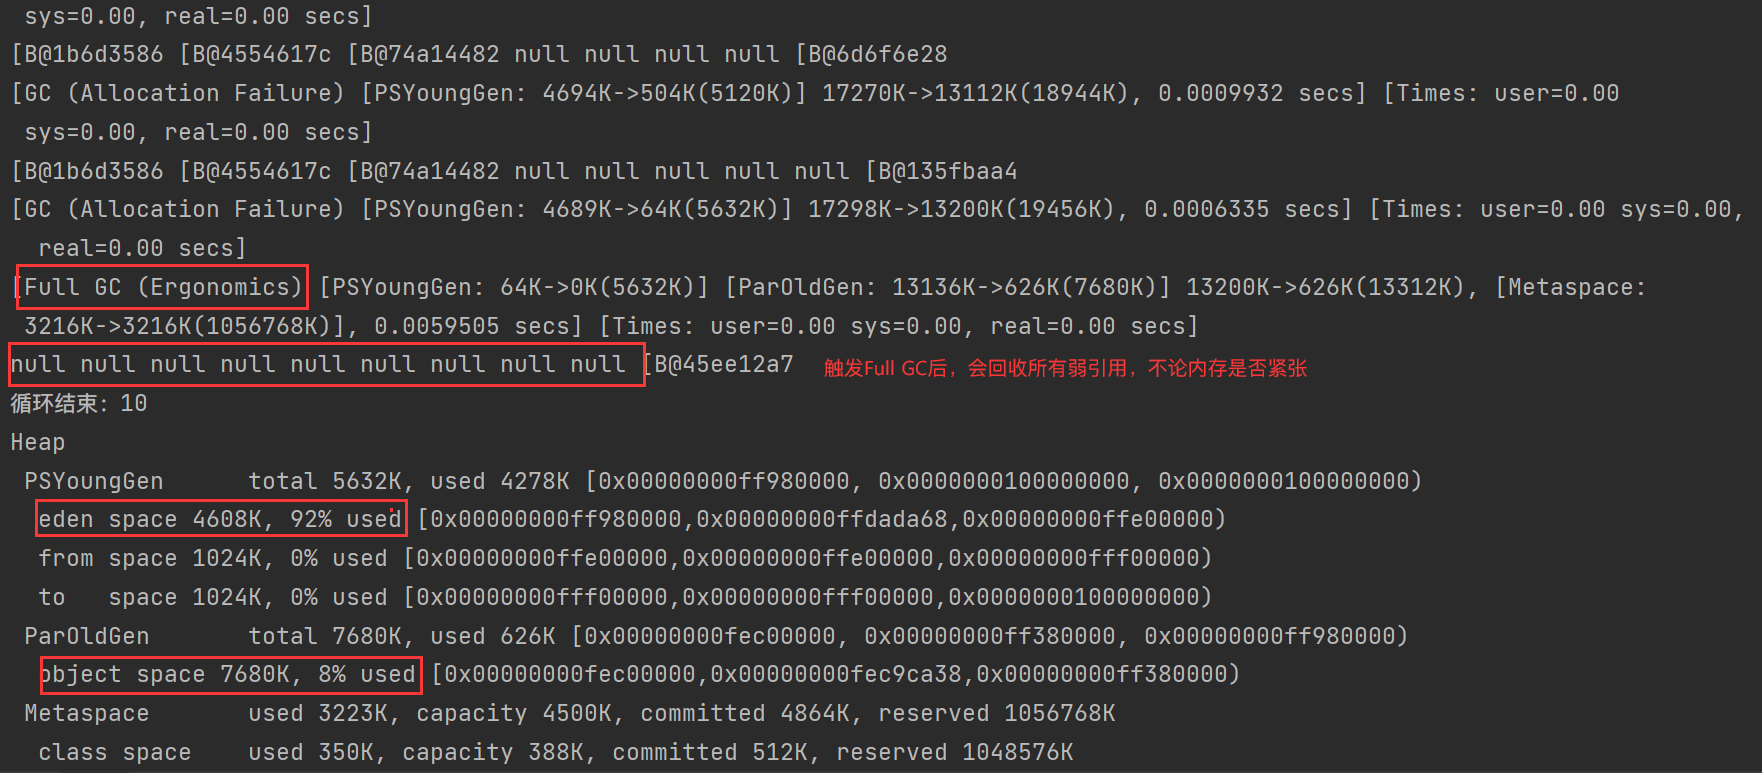 sys=0.00, real=0.00 secs]
[B@1b6d3586 [B@4554617c [B@74a14482 null null null null [B@6d6f6e28
[GC (Allocation Failure) [PSYoungGen: 4694K->504K(5120K)] 17270K->13112K(18944K), 0.0009932 secs] [Times: user=0.00
sys=0.00, real=0.00 secs]
[B@1b6d3586 [B@4554617c [B@74a14482 null null null null null [B@135fbaa4
[GC (Allocation Failure) [PSYoungGen: 4689K->64K(5632K)] 17298K->13200K(19456K), 0.0006335 secs] [Times: user=0.00 sys=0.00,
real=0.00 secs]
[Full GC (Ergonomics) [PSYoungGen: 64K->0K(5632K)] [ParOldGen: 13136K->626K(7680K)] 13200K->626K(13312K), [Metaspace:
3216K->3216K(1056768K)], 0.0059505 secs] [Times: user=0.00 sys=0.00, real=0.00 secs]
null null null null null null null null null [B@45ee12a7 触发Full GC后，会回收所有弱引用，不论内存是否紧张
循环结束：10
Heap
PSYoungGen total 5632K, used 4278K [0x00000000ff980000, 0x0000000100000000, 0x0000000100000000)
eden space 4608K, 92% used [0x00000000ff980000,0x00000000ffdada68,0x00000000ffe00000)
from space 1024K, 0% used [0x00000000ffe00000,0x00000000ffe00000,0x00000000fff00000)
to space 1024K, 0% used [0x00000000fff00000,0x00000000fff00000,0x0000000100000000)
ParOldGen total 7680K, used 626K [0x00000000fec00000, 0x00000000ff380000, 0x00000000ff980000)
object space 7680K, 8% used [0x00000000fec00000,0x00000000fec9ca38,0x00000000ff380000)
Metaspace used 3223K, capacity 4500K, committed 4864K, reserved 1056768K
class space used 350K, capacity 388K, committed 512K, reserved 1048576K